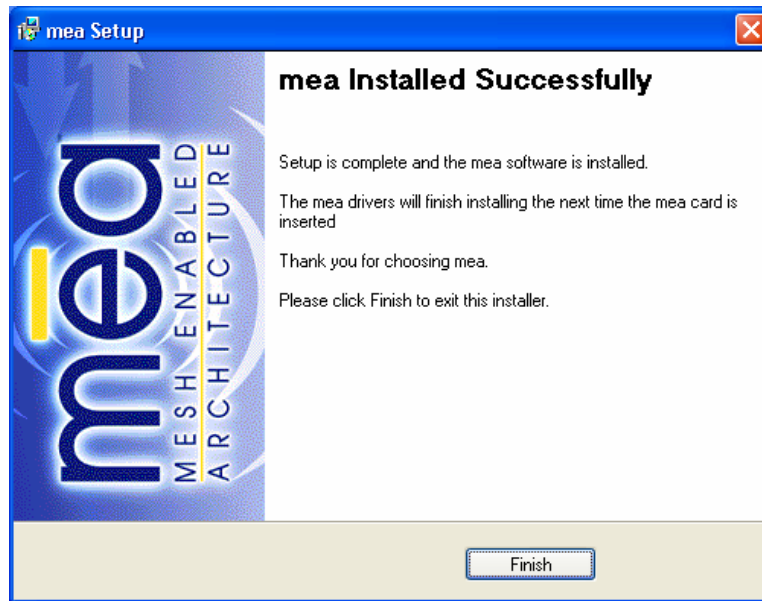 mea Setup
mea Installed Successfully
Setup is complete and the mea software is installed.
The mea drivers will finish installing the next time the mea card is
inserted
Thank you for choosing mea.
Please click Finish to exit this installer.
mēa
MESH ENABLED
ARCHITECTURE
Finish